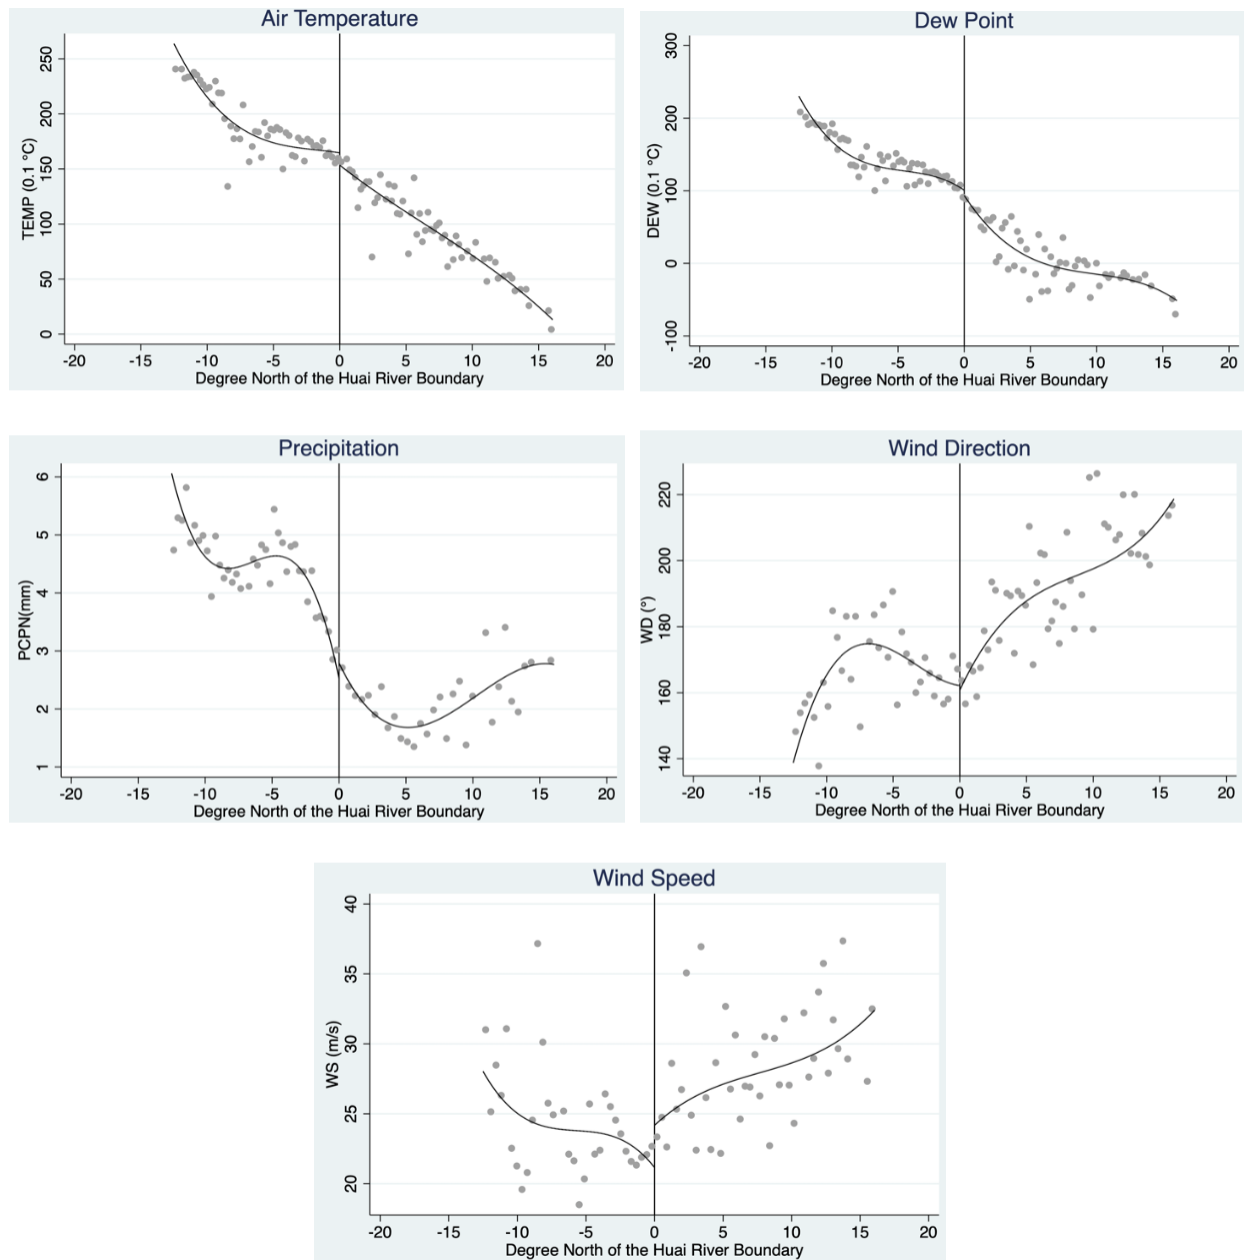 Air Temperature
TEMP (0.1 °C)
250
200
150
100
50
0
-20 -15 -10 -5 0 5 10 15 20
Degree North of the Huai River Boundary
Dew Point
DEW (0.1 °C)
300
200
100
0
-100
-20 -15 -10 -5 0 5 10 15 20
Degree North of the Huai River Boundary
Precipitation
PCPN(mm)
6
5
4
3
2
1
-20 -15 -10 -5 0 5 10 15 20
Degree North of the Huai River Boundary
Wind Direction
WD (°)
220
200
180
160
140
-20 -15 -10 -5 0 5 10 15 20
Degree North of the Huai River Boundary
Wind Speed
WS (m/s)
40
35
30
25
20
-20 -15 -10 -5 0 5 10 15 20
Degree North of the Huai River Boundary